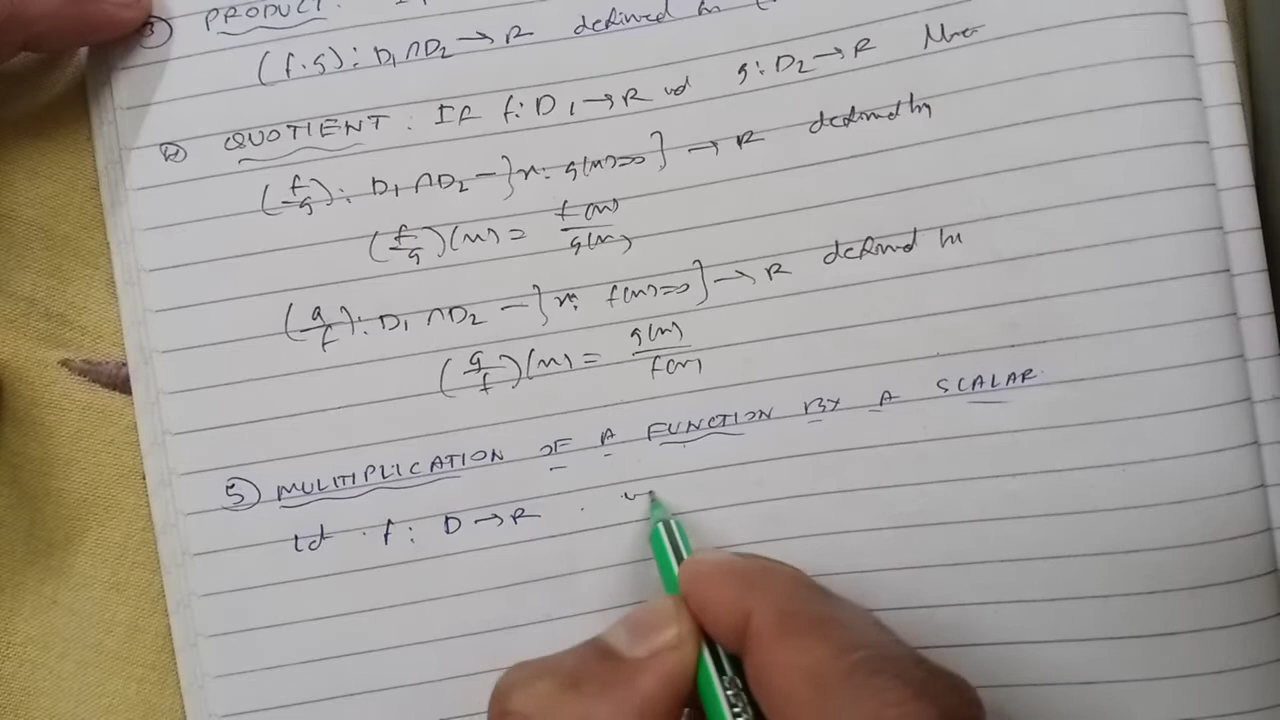 ③ PRODUCT:
(f·g): D₁∩D₂→R defined by
④ QUOTIENT: If f: D₁→R and g: D₂→R then
(f/g): D₁∩D₂-{x: g(x)=0}→R defined by
(f/g)(x) = f(x)/g(x)
(g/f): D₁∩D₂-{x: f(x)=0}→R defined by
(g/f)(x) = g(x)/f(x)
5) MULTIPLICATION OF A FUNCTION BY A SCALAR.
let f: D→R.